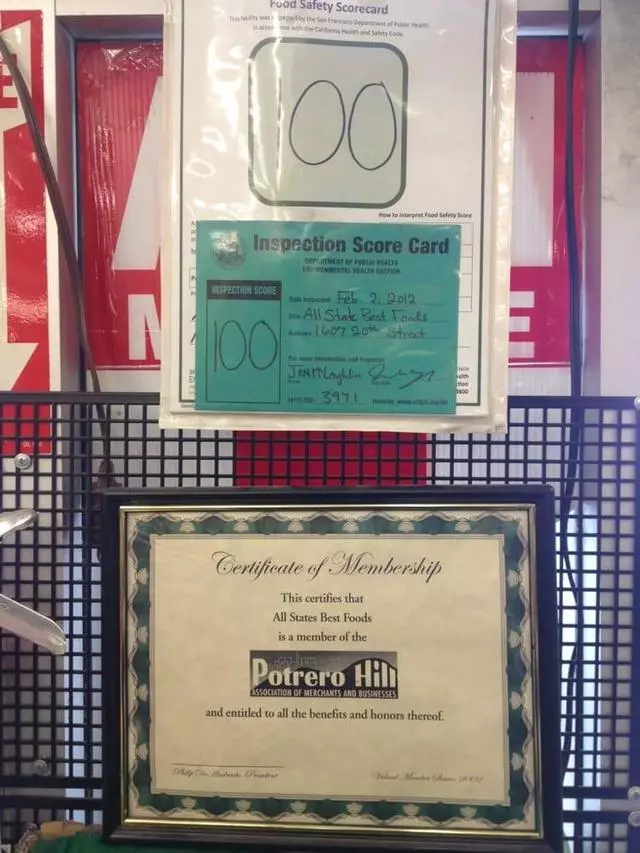 Food Safety Scorecard
This facility was inspected by the San Francisco Department of Public Health
in accordance with the California Health and Safety Code.
100
How to Interpret Food Safety Score
Inspection Score Card
DEPARTMENT OF PUBLIC HEALTH
ENVIRONMENTAL HEALTH SECTION
INSPECTION SCORE
100
Date Inspected: Feb. 2, 2012
All State Best Foods
Address 1607 20th Street
For more information, call Inspector
3971
Certificate of Membership
This certifies that
All States Best Foods
is a member of the
Potrero Hill
ASSOCIATION OF MERCHANTS AND BUSINESSES
and entitled to all the benefits and honors thereof.
President
Valued Member Since: 2002